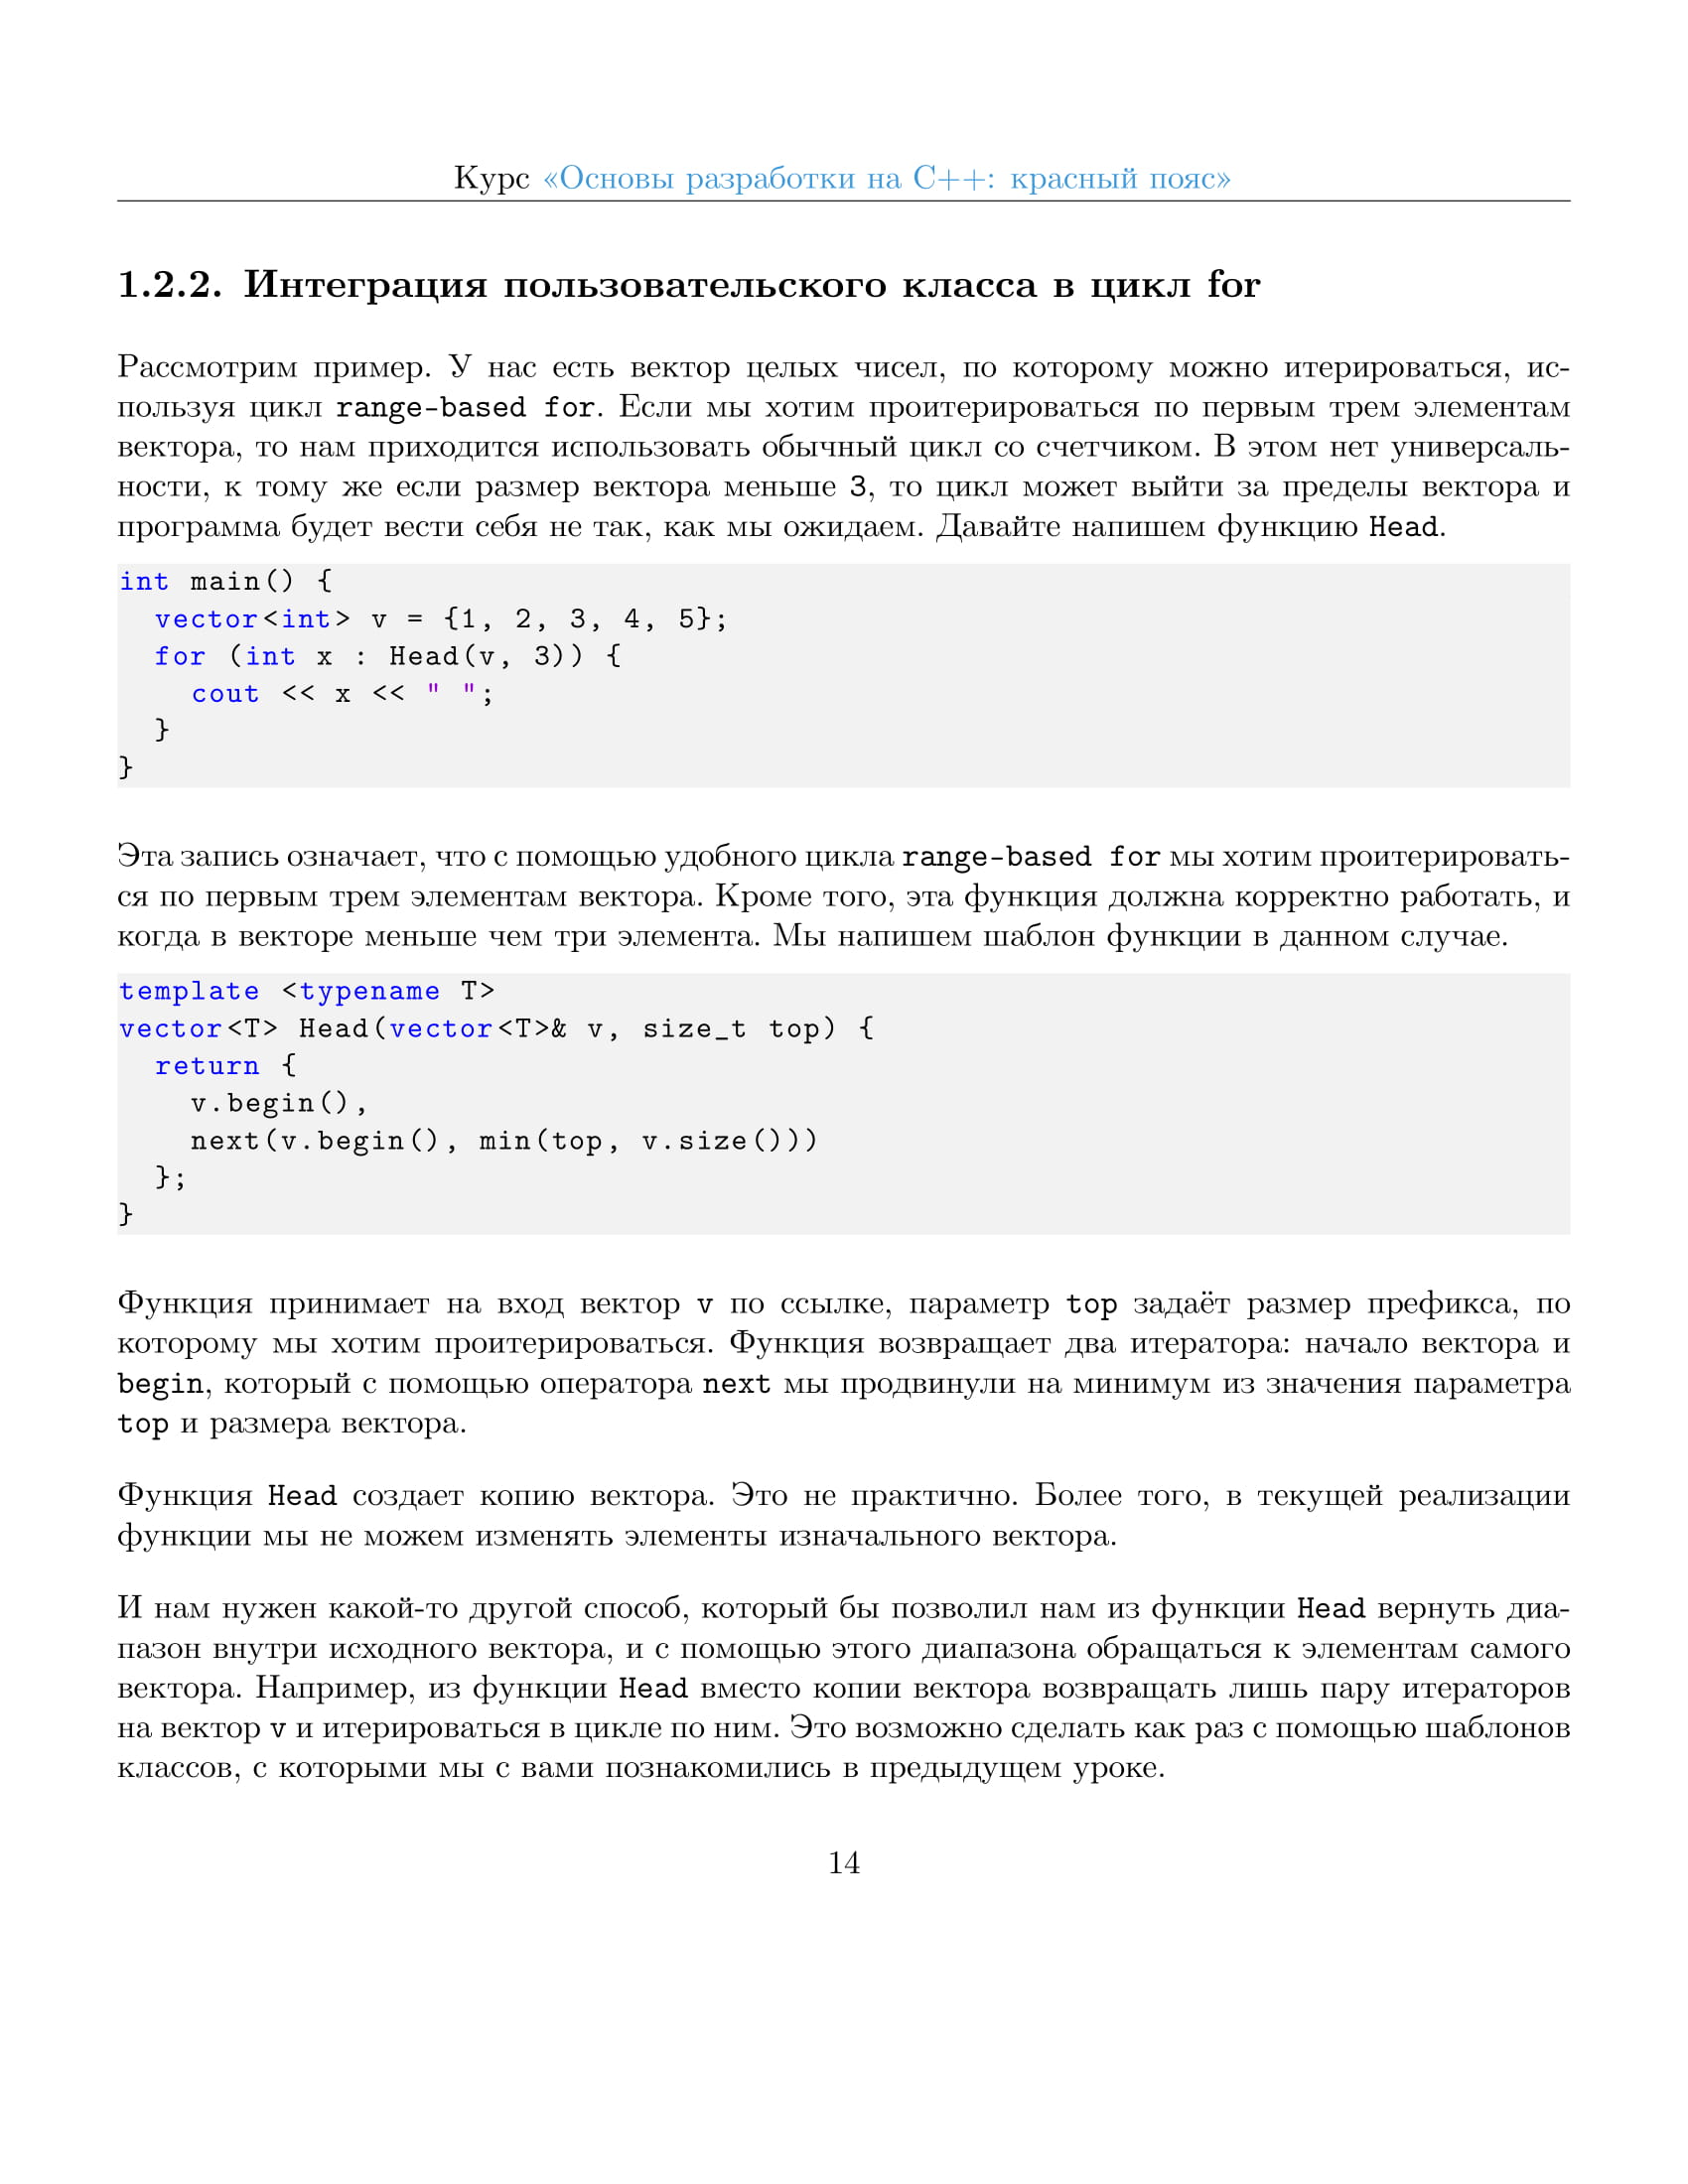 Курс «Основы разработки на C++: красный пояс»
1.2.2. Интеграция пользовательского класса в цикл for
Рассмотрим пример. У нас есть вектор целых чисел, по которому можно итерироваться, ис-
пользуя цикл range-based for. Если мы хотим проитерироваться по первым трем элементам
вектора, то нам приходится использовать обычный цикл со счетчиком. В этом нет универсаль-
ности, к тому же если размер вектора меньше 3, то цикл может выйти за пределы вектора и
программа будет вести себя не так, как мы ожидаем. Давайте напишем функцию Head.
int main() {
  vector<int> v = {1, 2, 3, 4, 5};
  for (int x : Head(v, 3)) {
    cout << x << " ";
  }
}
Эта запись означает, что с помощью удобного цикла range-based for мы хотим проитерировать-
ся по первым трем элементам вектора. Кроме того, эта функция должна корректно работать, и
когда в векторе меньше чем три элемента. Мы напишем шаблон функции в данном случае.
template <typename T>
vector<T> Head(vector<T>& v, size_t top) {
  return {
    v.begin(),
    next(v.begin(), min(top, v.size()))
  };
}
Функция принимает на вход вектор v по ссылке, параметр top задаёт размер префикса, по
которому мы хотим проитерироваться. Функция возвращает два итератора: начало вектора и
begin, который с помощью оператора next мы продвинули на минимум из значения параметра
top и размера вектора.
Функция Head создает копию вектора. Это не практично. Более того, в текущей реализации
функции мы не можем изменять элементы изначального вектора.
И нам нужен какой-то другой способ, который бы позволил нам из функции Head вернуть диа-
пазон внутри исходного вектора, и с помощью этого диапазона обращаться к элементам самого
вектора. Например, из функции Head вместо копии вектора возвращать лишь пару итераторов
на вектор v и итерироваться в цикле по ним. Это возможно сделать как раз с помощью шаблонов
классов, с которыми мы с вами познакомились в предыдущем уроке.
14